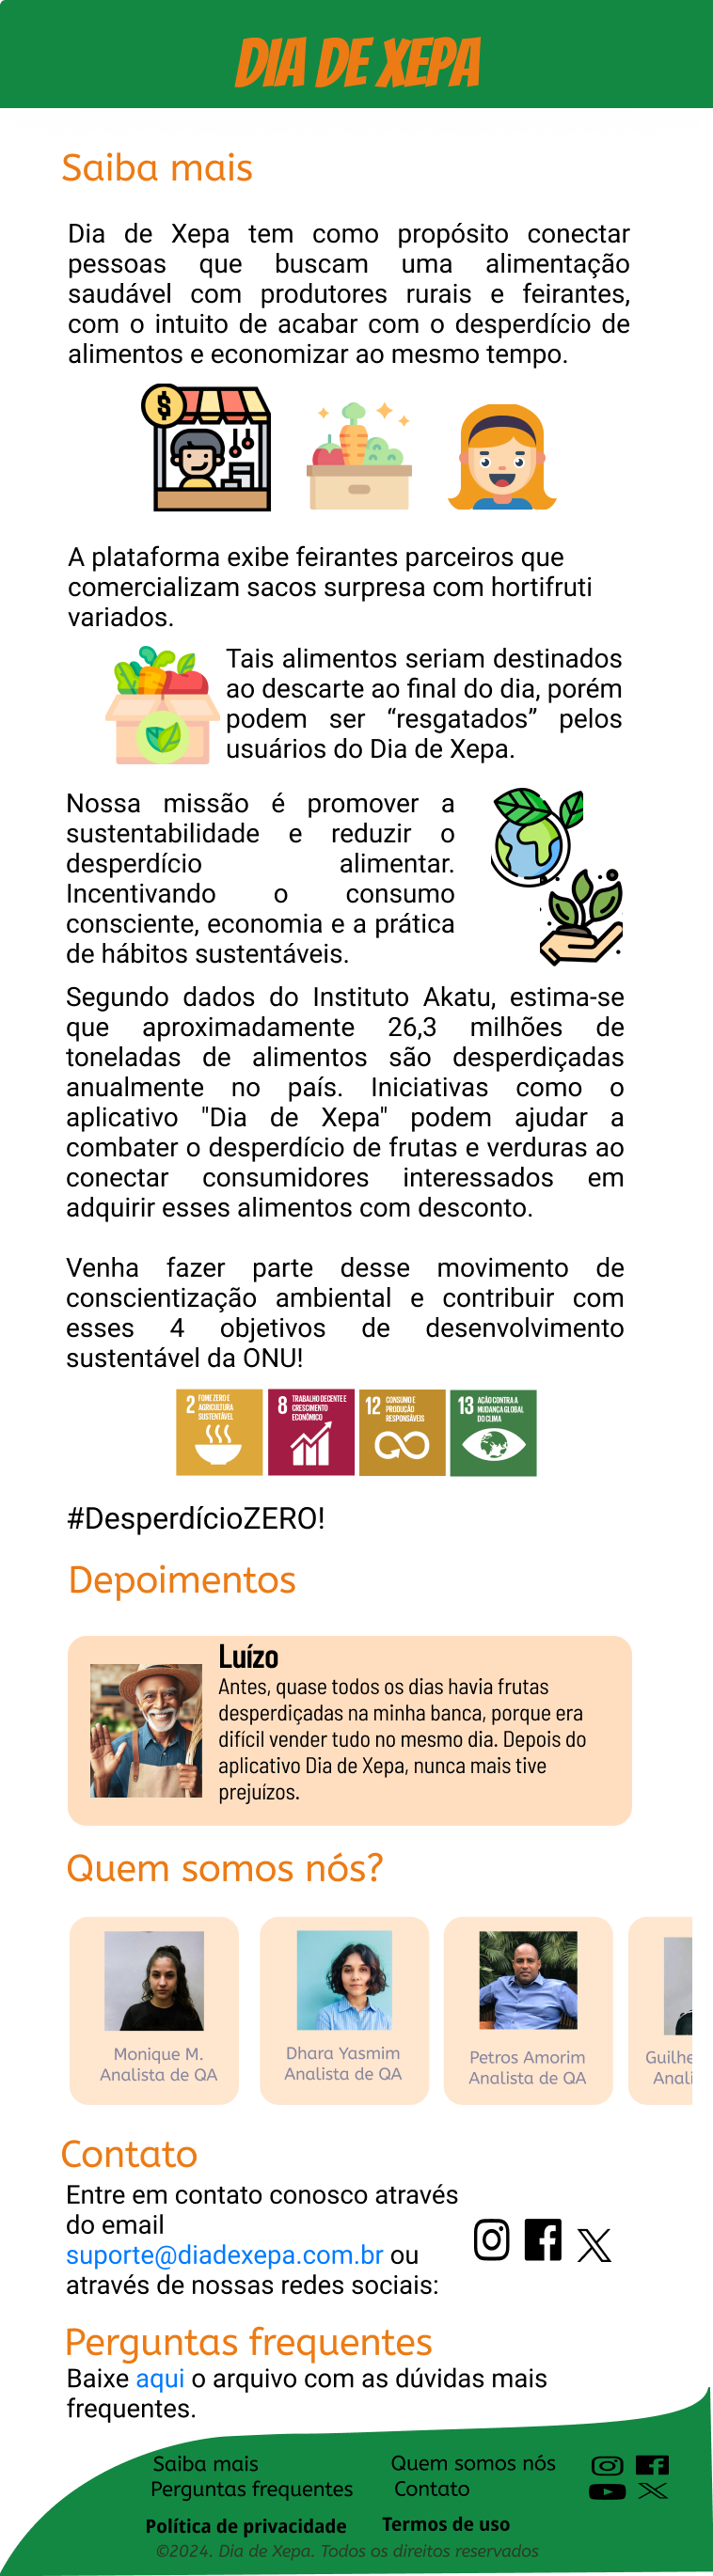 DIA DE XEPA
Saiba mais
Dia de Xepa tem como propósito conectar
pessoas que buscam uma alimentação
saudável com produtores rurais e feirantes,
com o intuito de acabar com o desperdício de
alimentos e economizar ao mesmo tempo.
$
A plataforma exibe feirantes parceiros que
comercializam sacos surpresa com hortifruti
variados.
Tais alimentos seriam destinados
ao descarte ao final do dia, porém
podem ser “resgatados” pelos
usuários do Dia de Xepa.
Nossa missão é promover a
sustentabilidade e reduzir o
desperdício alimentar.
Incentivando o consumo
consciente, economia e a prática
de hábitos sustentáveis.
Segundo dados do Instituto Akatu, estima-se
que aproximadamente 26,3 milhões de
toneladas de alimentos são desperdiçadas
anualmente no país. Iniciativas como o
aplicativo "Dia de Xepa" podem ajudar a
combater o desperdício de frutas e verduras ao
conectar consumidores interessados em
adquirir esses alimentos com desconto.
Venha fazer parte desse movimento de
conscientização ambiental e contribuir com
esses 4 objetivos de desenvolvimento
sustentável da ONU!
2 FOME ZERO E
AGRICULTURA
SUSTENTÁVEL
8 TRABALHO DECENTE E
CRESCIMENTO
ECONÔMICO
12 CONSUMO E
PRODUÇÃO
RESPONSÁVEIS
13 AÇÃO CONTRA A
MUDANÇA GLOBAL
DO CLIMA
#DesperdícioZERO!
Depoimentos
Luízo
Antes, quase todos os dias havia frutas
desperdiçadas na minha banca, porque era
difícil vender tudo no mesmo dia. Depois do
aplicativo Dia de Xepa, nunca mais tive
prejuízos.
Quem somos nós?
Monique M.
Analista de QA
Dhara Yasmim
Analista de QA
Petros Amorim
Analista de QA
Guilhe
Anali
Contato
Entre em contato conosco através
do email
suporte@diadexepa.com.br ou
através de nossas redes sociais:
Perguntas frequentes
Baixe aqui o arquivo com as dúvidas mais
frequentes.
Saiba mais
Quem somos nós
Perguntas frequentes
Contato
Política de privacidade
Termos de uso
©2024. Dia de Xepa. Todos os direitos reservados